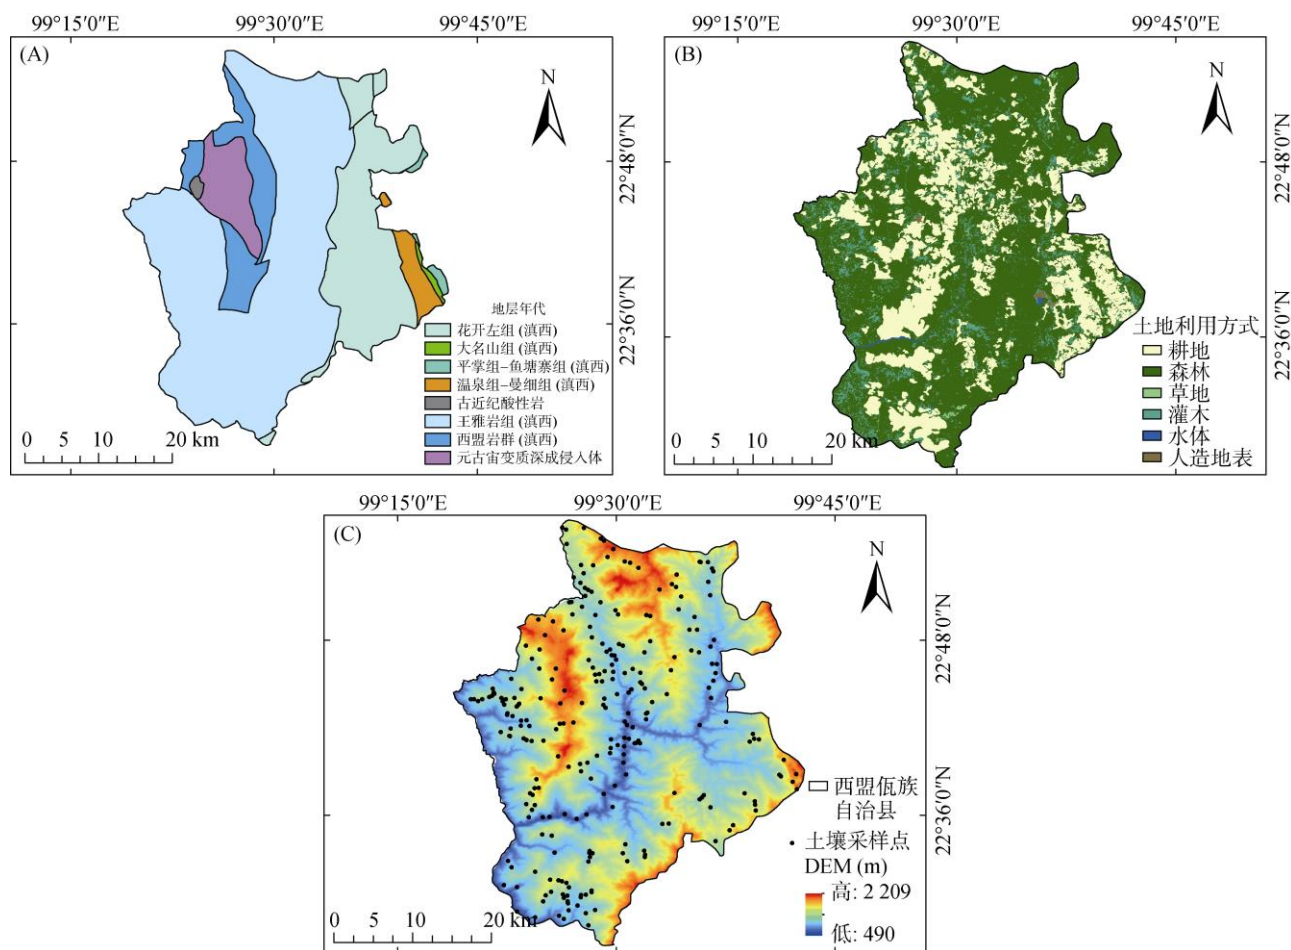 99°15′0″E 99°30′0″E 99°45′0″E
(A)
N
22°48′0″N
22°36′0″N
地层年代
花开左组 (滇西)
大名山组 (滇西)
平掌组–鱼塘寨组 (滇西)
温泉组–曼细组 (滇西)
古近纪酸性岩
王雅岩组 (滇西)
西盟岩群 (滇西)
元古宙变质深成侵入体
0 5 10 20 km
99°15′0″E 99°30′0″E 99°45′0″E
(B)
N
22°48′0″N
22°36′0″N
土地利用方式
耕地
森林
草地
灌木
水体
人造地表
0 5 10 20 km
99°15′0″E 99°30′0″E 99°45′0″E
(C)
N
22°48′0″N
22°36′0″N
西盟佤族
自治县
土壤采样点
DEM (m)
高: 2 209
低: 490
0 5 10 20 km